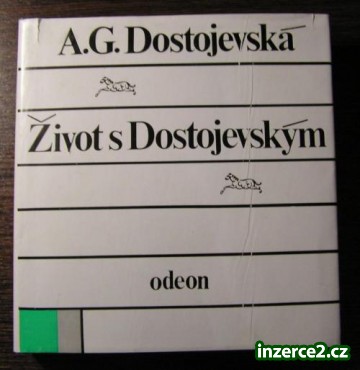 A.G. Dostojevská
Život s Dostojevským
odeon
inzerce2.cz